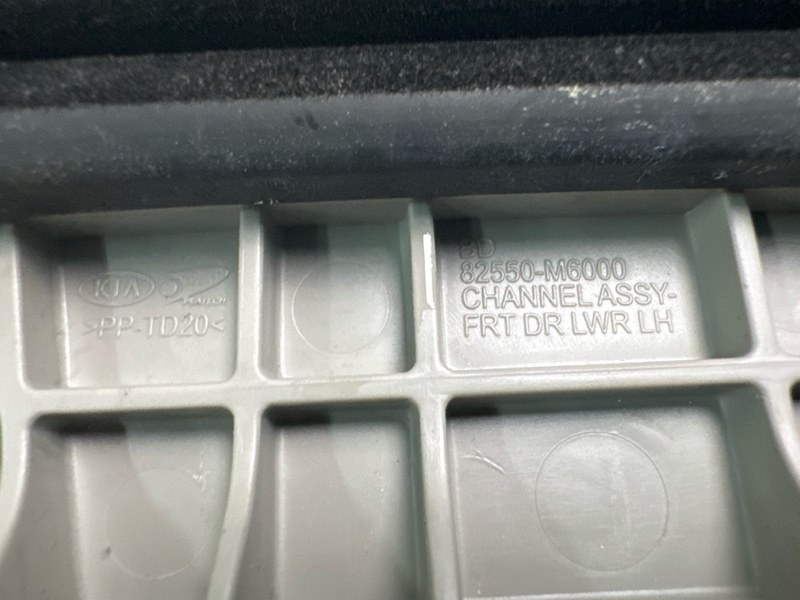 KIA
>PP-TD20<
BD
82550-M6000
CHANNEL ASSY-
FRT DR LWR LH